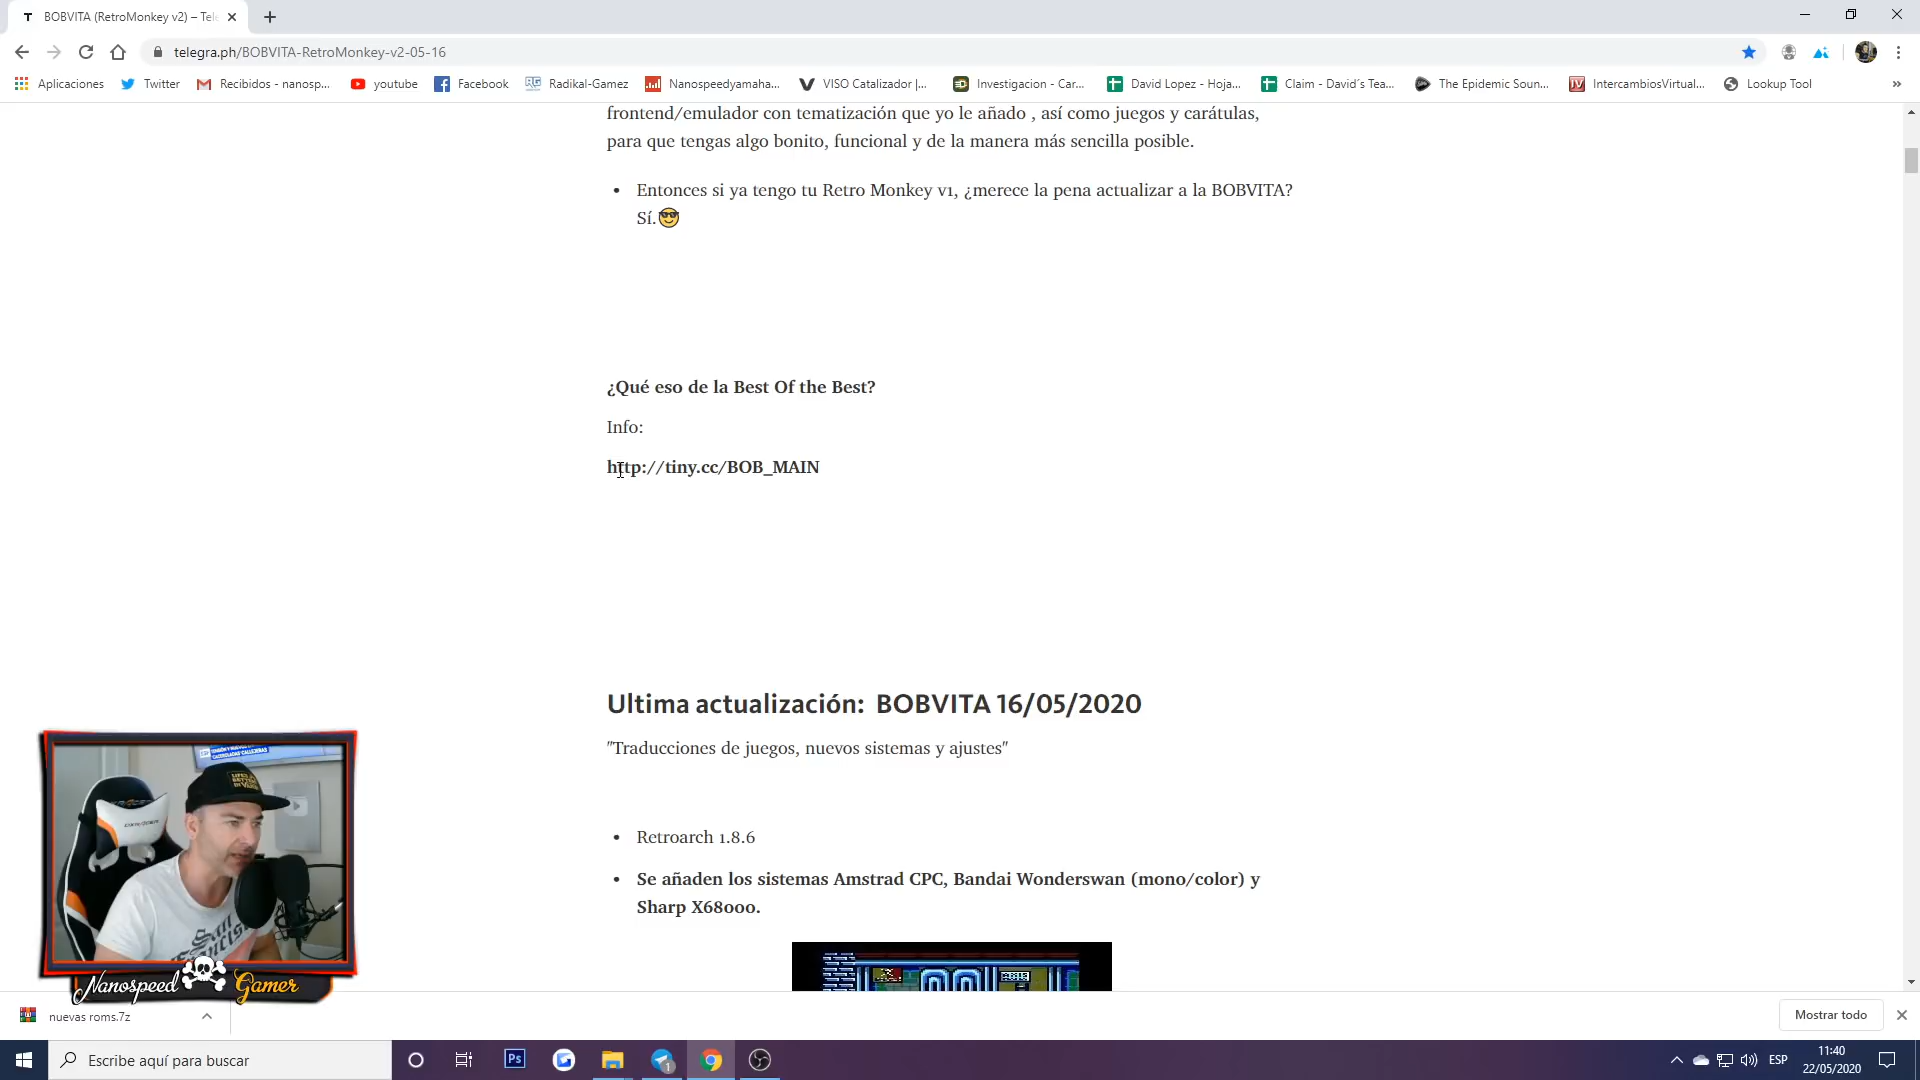 BOBVITA (RetroMonkey v2) – Tele
telegra.ph/BOBVITA-RetroMonkey-v2-05-16
Aplicaciones Twitter Recibidos - nanosp... youtube Facebook Radikal-Gamez Nanospeedyamaha... VISO Catalizador |... Investigacion - Car... David Lopez - Hoja... Claim - David´s Tea... The Epidemic Soun... IntercambiosVirtual... Lookup Tool »
frontend/emulador con tematización que yo le añado , así como juegos y carátulas,
para que tengas algo bonito, funcional y de la manera más sencilla posible.
• Entonces si ya tengo tu Retro Monkey v1, ¿merece la pena actualizar a la BOBVITA?
Sí.😎
¿Qué eso de la Best Of the Best?
Info:
http://tiny.cc/BOB_MAIN
Ultima actualización: BOBVITA 16/05/2020
"Traducciones de juegos, nuevos sistemas y ajustes"
• Retroarch 1.8.6
• Se añaden los sistemas Amstrad CPC, Bandai Wonderswan (mono/color) y
Sharp X68000.
Nanospeed Gamer
nuevas roms.7z
Mostrar todo
Escribe aquí para buscar
Ps
1
ESP
11:40
22/05/2020